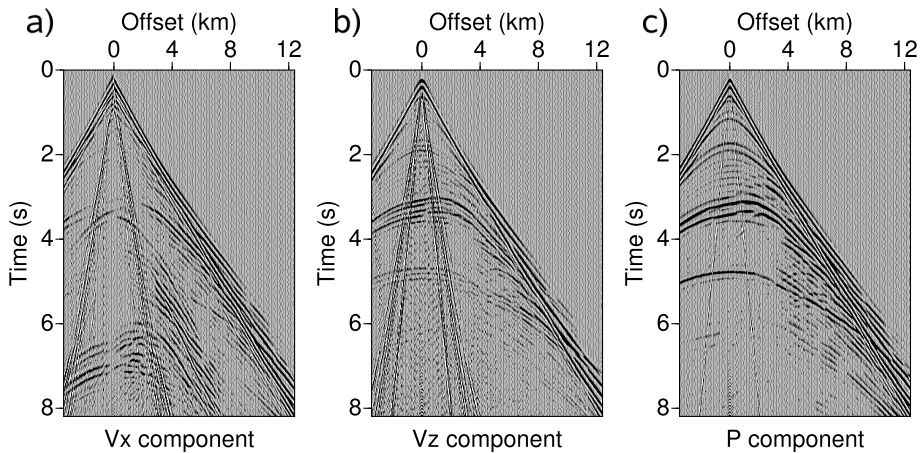 a) Offset (km)
0 4 8 12
0
2
4
6
8
Time (s)
Vx component
b) Offset (km)
0 4 8 12
0
2
4
6
8
Time (s)
Vz component
c) Offset (km)
0 4 8 12
0
2
4
6
8
Time (s)
P component